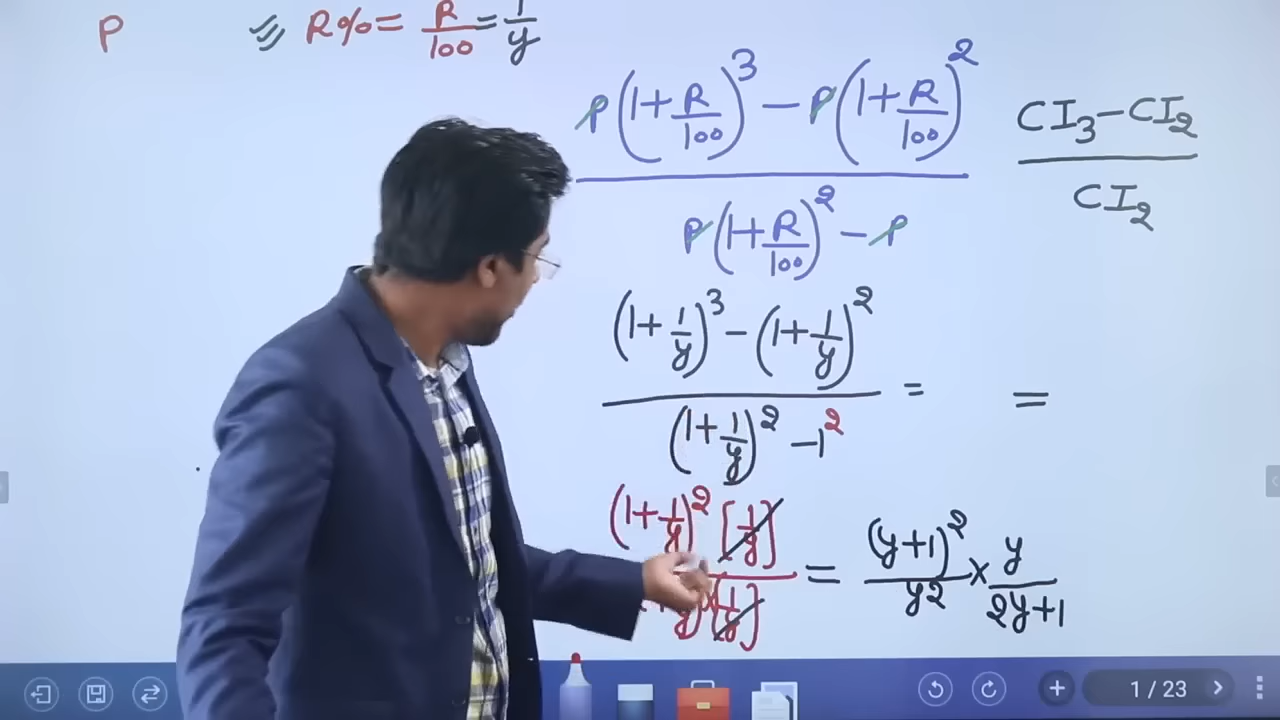 P
⇒ R% = R/100 = 1/y
P(1+R/100)³ − P(1+R/100)²
P(1+R/100)² − P
CI₃ − CI₂
CI₂
(1+1/y)³ − (1+1/y)²
(1+1/y)² − 1²
= =
(1+1/y)² [1/y]
= (y+1)²/y2 × y/2y+1
1 / 23